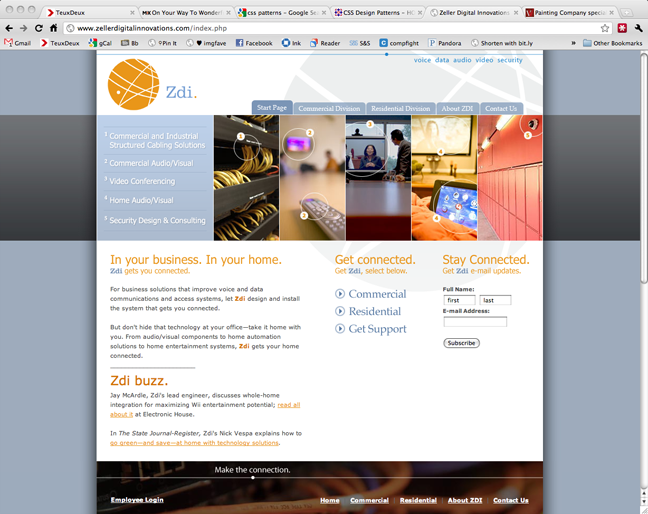 TeuxDeux
MX On Your Way To Wonderf
css patterns – Google Sea
CSS Design Patterns – HO
Zeller Digital Innovations
Painting Company special
www.zellerdigitalinnovations.com/index.php
Gmail TeuxDeux gCal Bb Pin It imgfave Facebook Ink Reader S&S compfight Pandora Shorten with bit.ly » Other Bookmarks
voice data audio video security
Zdi.
Start Page Commercial Division Residential Division About ZDI Contact Us
1 Commercial and Industrial
Structured Cabling Solutions
2 Commercial Audio/Visual
3 Video Conferencing
4 Home Audio/Visual
5 Security Design & Consulting
1
2
2
3
4
4
5
In your business. In your home.
Zdi gets you connected.
For business solutions that improve voice and data
communications and access systems, let Zdi design and install
the system that gets you connected.
But don't hide that technology at your office—take it home with
you. From audio/visual components to home automation
solutions to home entertainment systems, Zdi gets your home
connected.
Zdi buzz.
Jay McArdle, Zdi's lead engineer, discusses whole-home
integration for maximizing Wii entertainment potential; read all
about it at Electronic House.
In The State Journal-Register, Zdi's Nick Vespa explains how to
go green—and save—at home with technology solutions.
Get connected.
Get Zdi, select below.
Commercial
Residential
Get Support
Stay Connected.
Get Zdi e-mail updates.
Full Name:
first last
E-mail Address:
Subscribe
Make the connection.
Employee Login
Home Commercial Residential About ZDI Contact Us